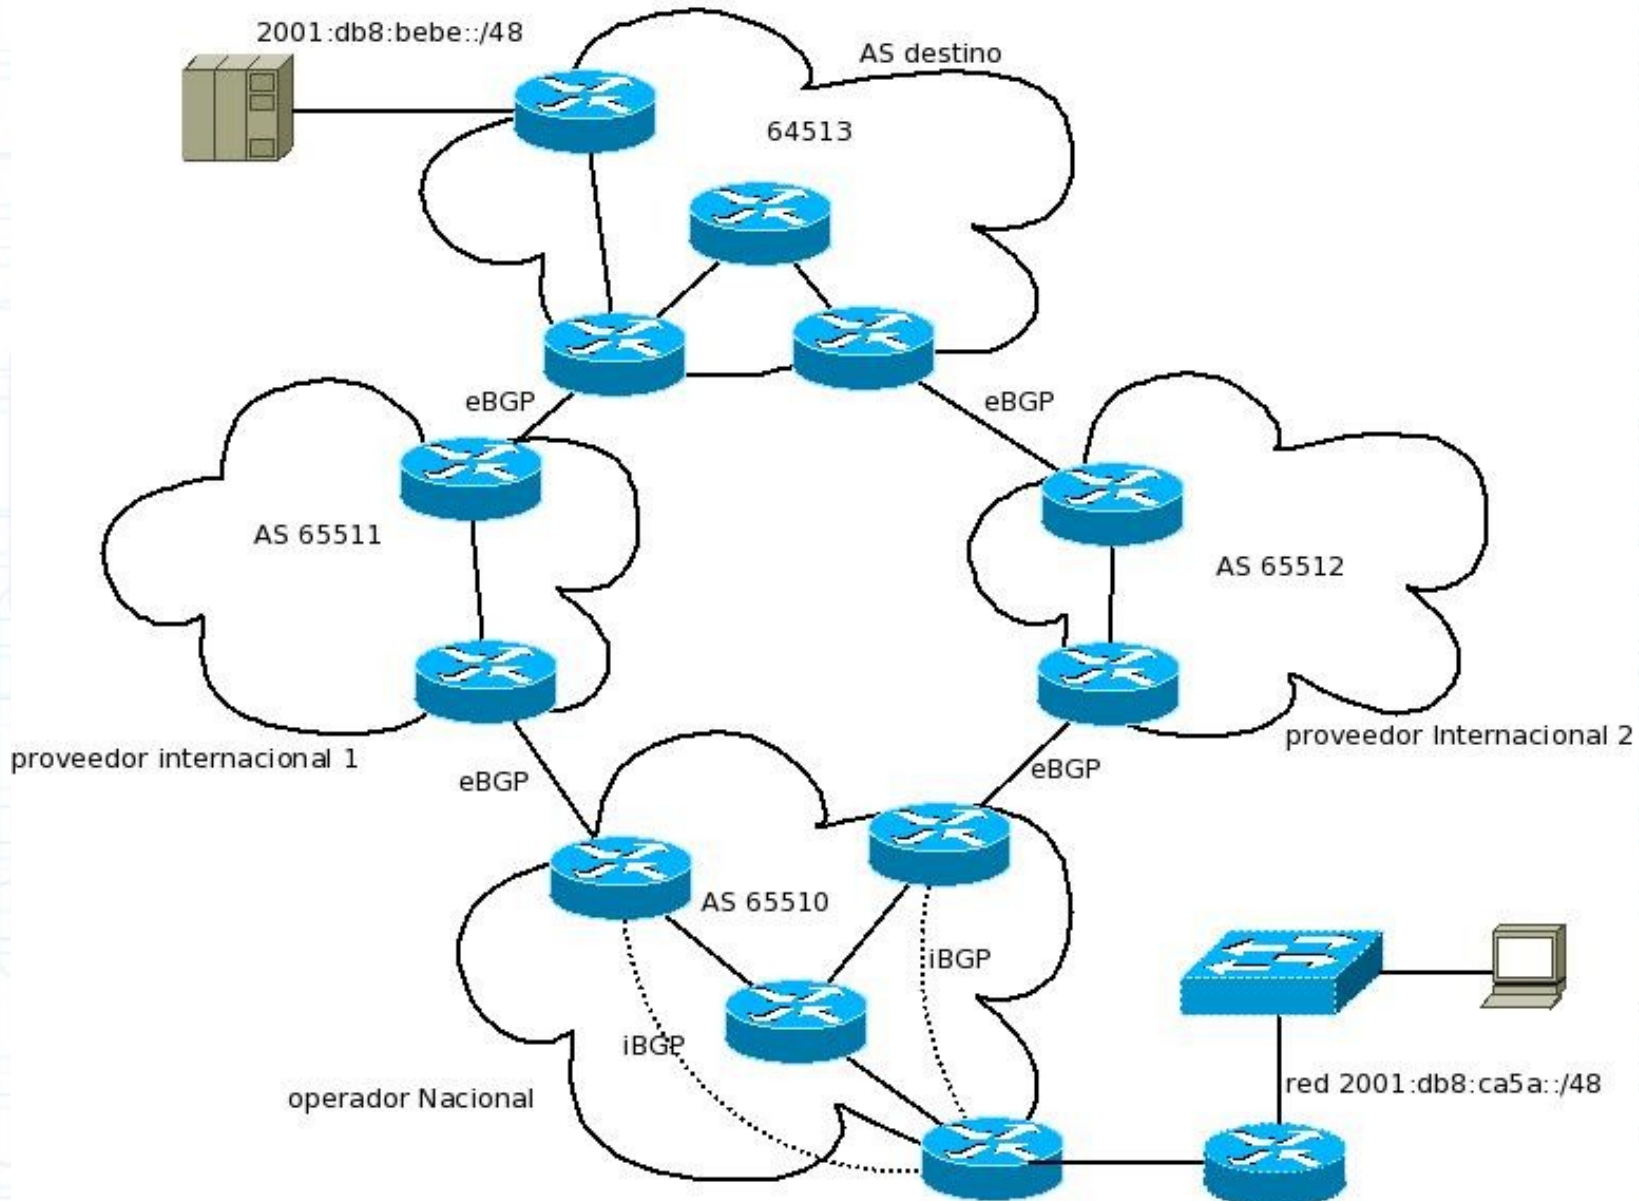 2001:db8:bebe::/48
AS destino
64513
eBGP
eBGP
AS 65511
AS 65512
proveedor internacional 1
proveedor Internacional 2
eBGP
eBGP
AS 65510
iBGP
iBGP
operador Nacional
red 2001:db8:ca5a::/48